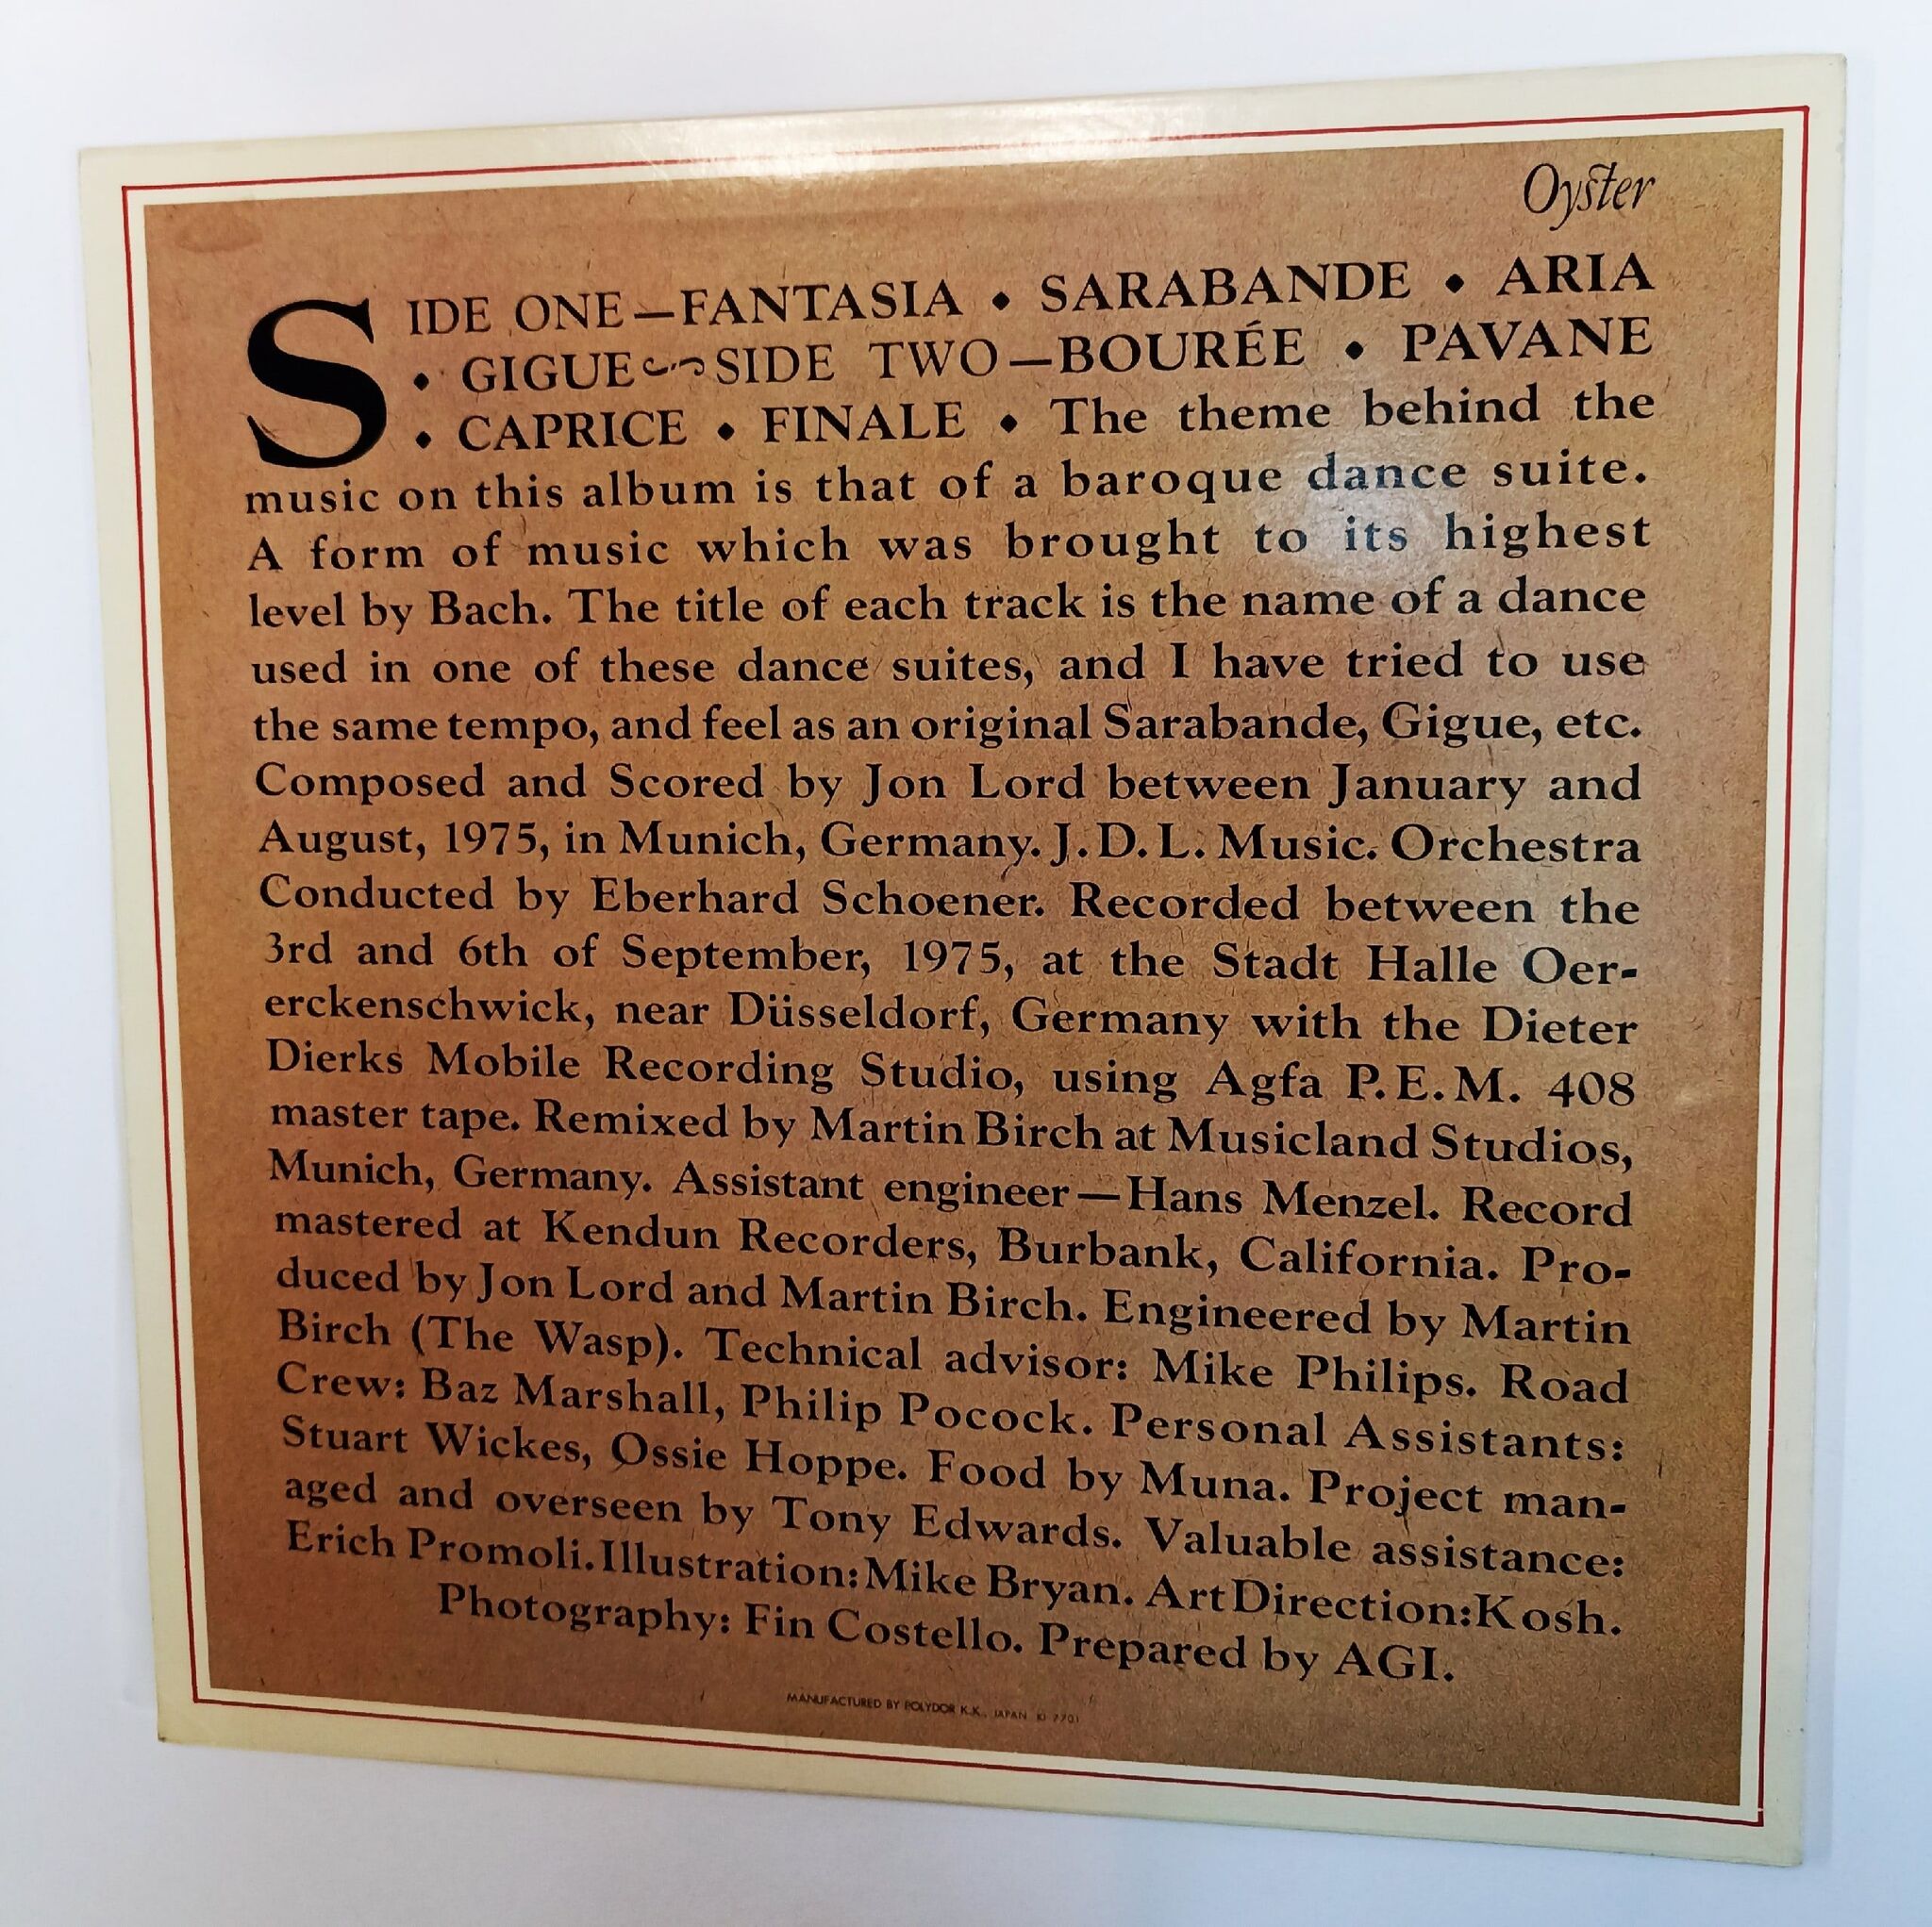 Oyster
SIDE ONE—FANTASIA • SARABANDE • ARIA
• GIGUE SIDE TWO—BOURÉE • PAVANE
• CAPRICE • FINALE • The theme behind the
music on this album is that of a baroque dance suite.
A form of music which was brought to its highest
level by Bach. The title of each track is the name of a dance
used in one of these dance suites, and I have tried to use
the same tempo, and feel as an original Sarabande, Gigue, etc.
Composed and Scored by Jon Lord between January and
August, 1975, in Munich, Germany. J.D.L. Music. Orchestra
Conducted by Eberhard Schoener. Recorded between the
3rd and 6th of September, 1975, at the Stadt Halle Oer-
erckenschwick, near Düsseldorf, Germany with the Dieter
Dierks Mobile Recording Studio, using Agfa P.E.M. 408
master tape. Remixed by Martin Birch at Musicland Studios,
Munich, Germany. Assistant engineer—Hans Menzel. Record
mastered at Kendun Recorders, Burbank, California. Pro-
duced by Jon Lord and Martin Birch. Engineered by Martin
Birch (The Wasp). Technical advisor: Mike Philips. Road
Crew: Baz Marshall, Philip Pocock. Personal Assistants:
Stuart Wickes, Ossie Hoppe. Food by Muna. Project man-
aged and overseen by Tony Edwards. Valuable assistance:
Erich Promoli. Illustration: Mike Bryan. Art Direction: Kosh.
Photography: Fin Costello. Prepared by AGI.
MANUFACTURED BY POLYDOR K.K., JAPAN KI 7701